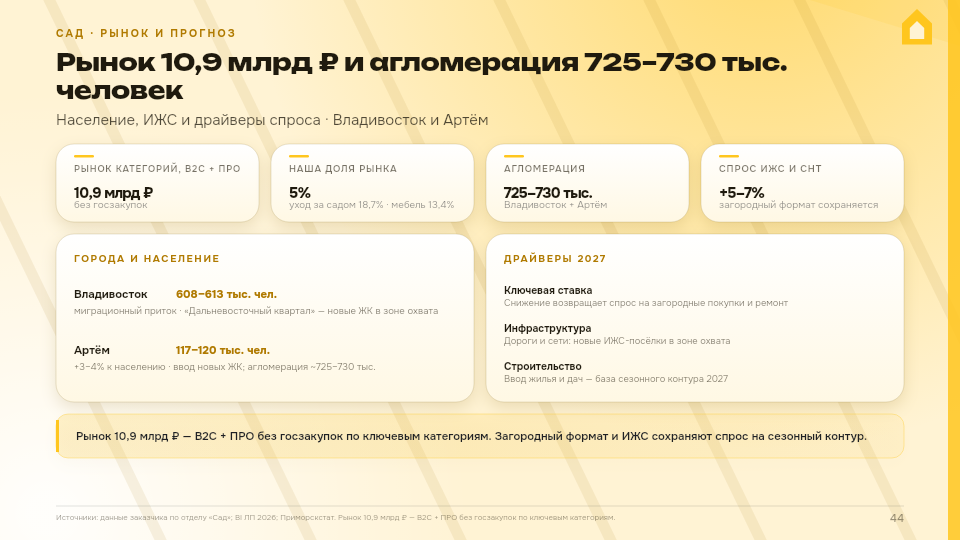 САД · РЫНОК И ПРОГНОЗ
Рынок 10,9 млрд ₽ и агломерация 725–730 тыс.
человек
Население, ИЖС и драйверы спроса · Владивосток и Артём
РЫНОК КАТЕГОРИЙ, B2C + ПРО
10,9 млрд ₽
без госзакупок
НАША ДОЛЯ РЫНКА
5%
уход за садом 18,7% · мебель 13,4%
АГЛОМЕРАЦИЯ
725–730 тыс.
Владивосток + Артём
СПРОС ИЖС И СНТ
+5–7%
загородный формат сохраняется
ГОРОДА И НАСЕЛЕНИЕ
Владивосток 608–613 тыс. чел.
миграционный приток · «Дальневосточный квартал» — новые ЖК в зоне охвата
Артём 117–120 тыс. чел.
+3–4% к населению · ввод новых ЖК; агломерация ~725–730 тыс.
ДРАЙВЕРЫ 2027
Ключевая ставка
Снижение возвращает спрос на загородные покупки и ремонт
Инфраструктура
Дороги и сети: новые ИЖС-посёлки в зоне охвата
Строительство
Ввод жилья и дач — база сезонного контура 2027
Рынок 10,9 млрд ₽ — B2C + ПРО без госзакупок по ключевым категориям. Загородный формат и ИЖС сохраняют спрос на сезонный контур.
Источники: данные заказчика по отделу «Сад»; BI ЛП 2026; Приморскстат. Рынок 10,9 млрд ₽ — B2C + ПРО без госзакупок по ключевым категориям.
44